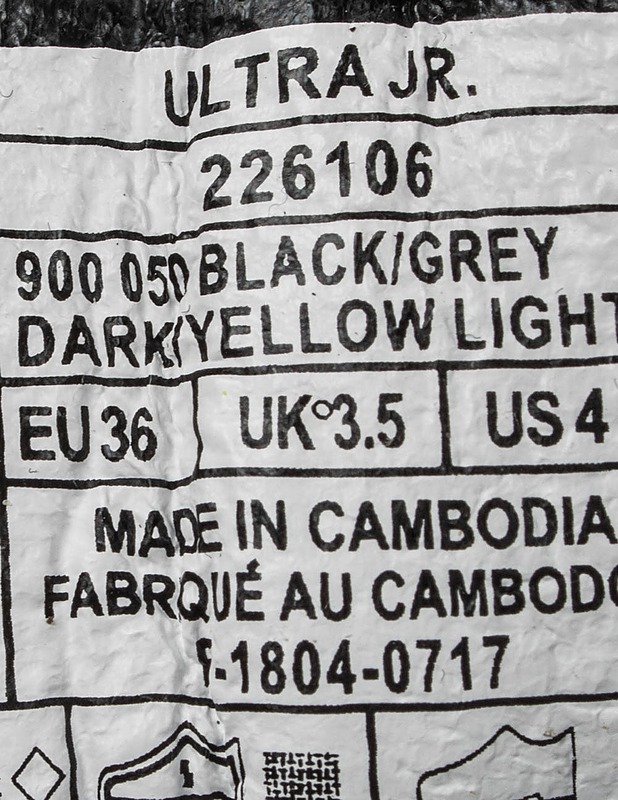 ULTRA JR.
226106
900 050 BLACK/GREY
DARK/YELLOW LIGHT
EU 36 UK 3.5 US 4
MADE IN CAMBODIA
FABRQUÉ AU CAMBODG
-1804-0717